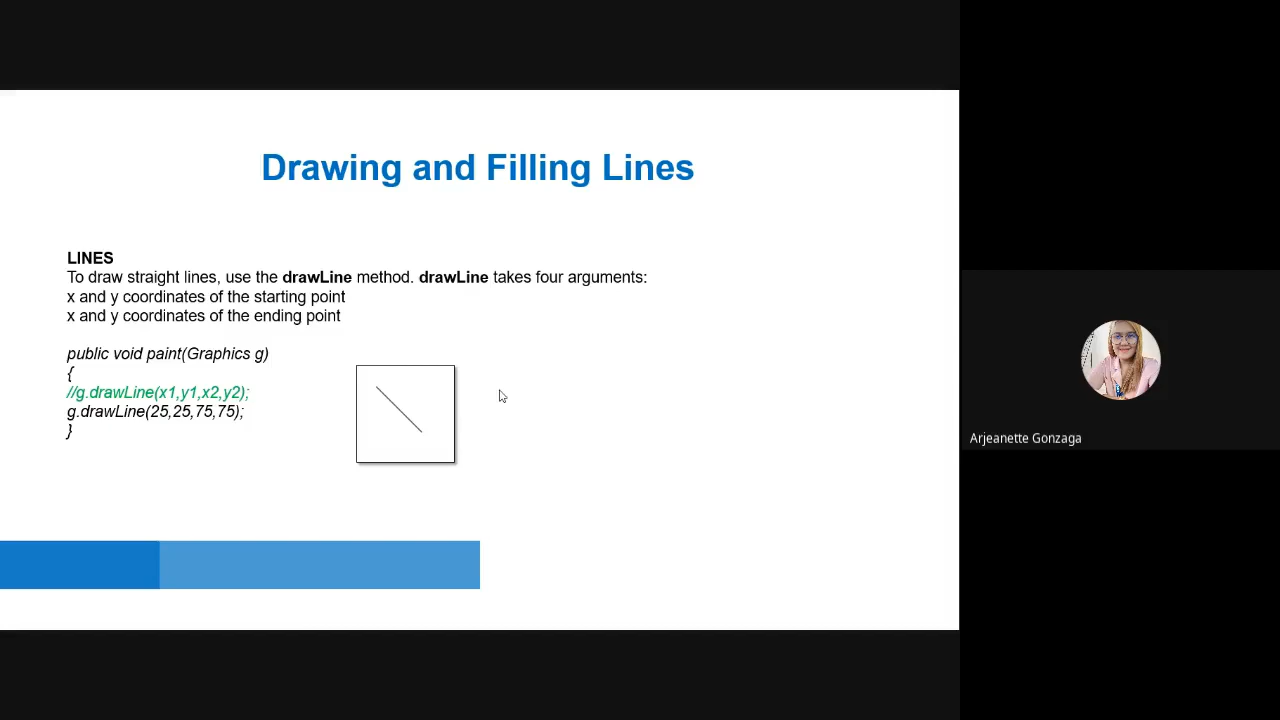 Drawing and Filling Lines
LINES
To draw straight lines, use the drawLine method. drawLine takes four arguments:
x and y coordinates of the starting point
x and y coordinates of the ending point
public void paint(Graphics g)
{
//g.drawLine(x1,y1,x2,y2);
g.drawLine(25,25,75,75);
}
Arjeanette Gonzaga